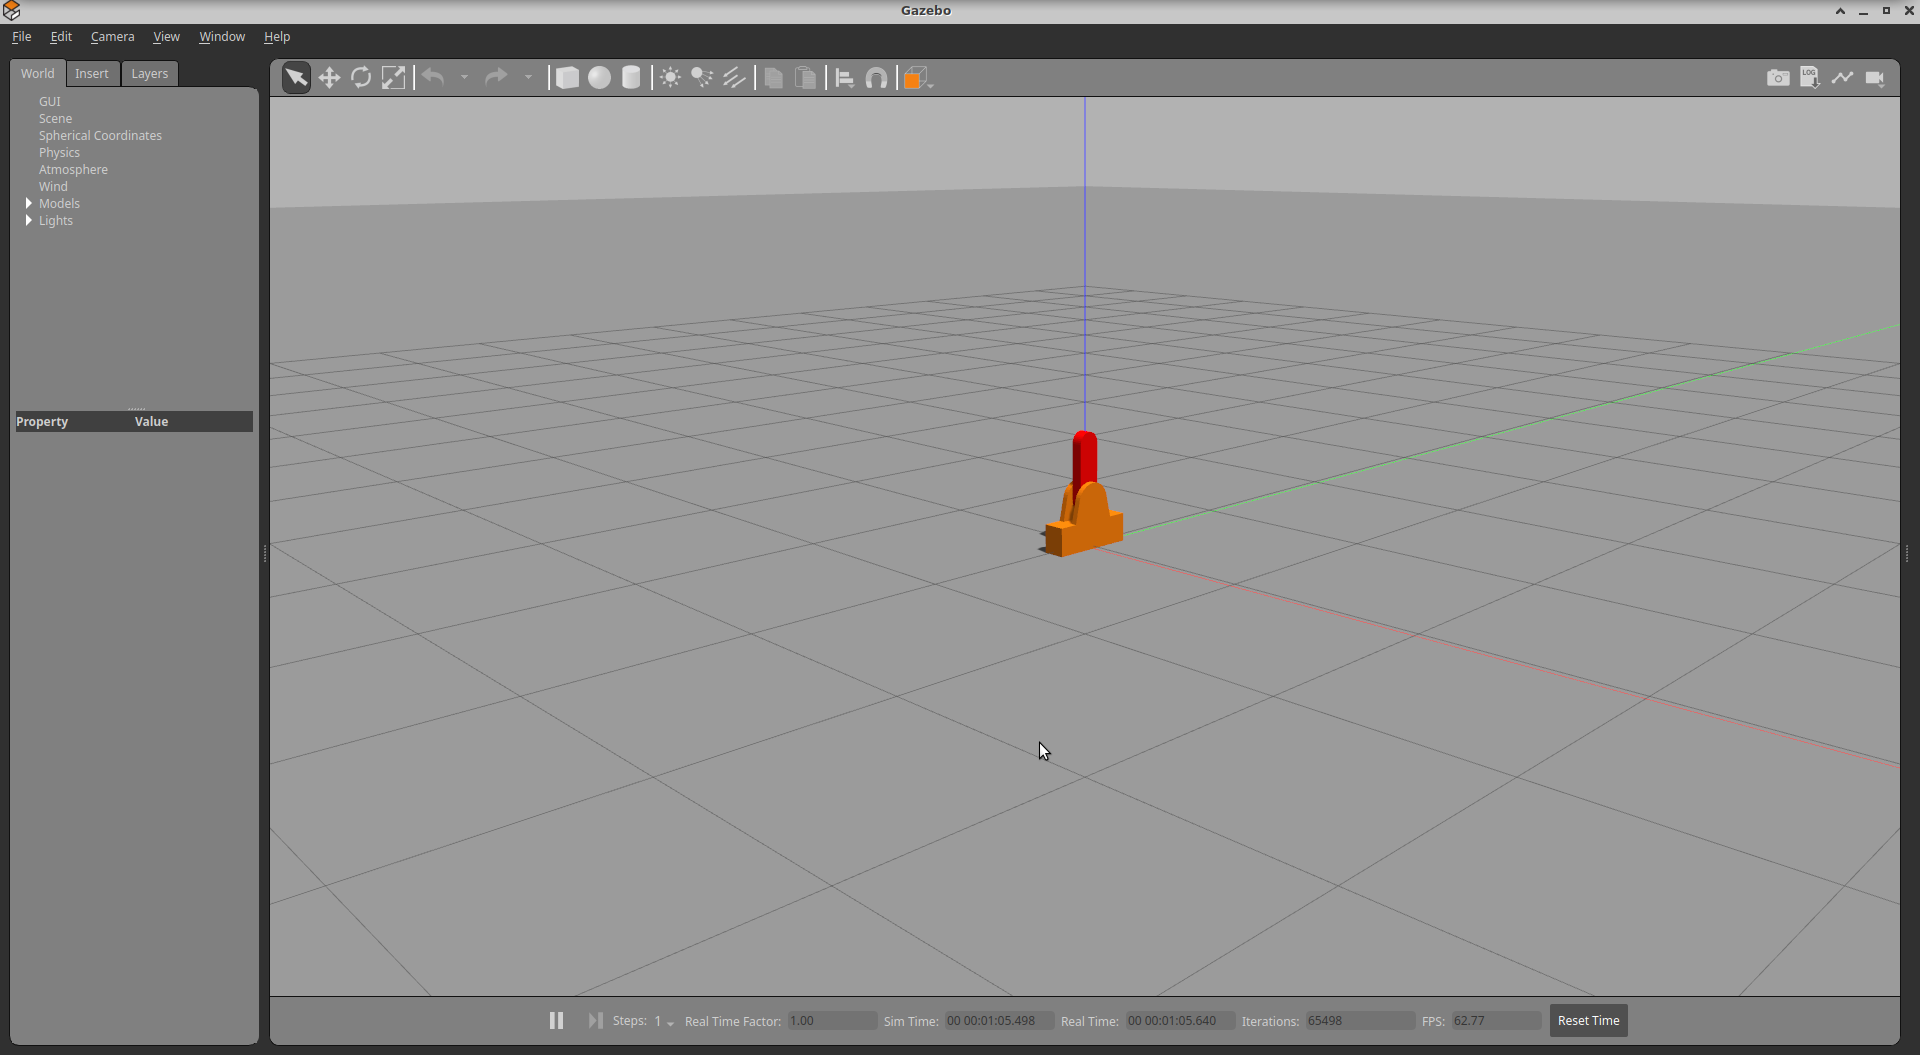 Gazebo
File Edit Camera View Window Help
World Insert Layers
LOG
GUI
Scene
Spherical Coordinates
Physics
Atmosphere
Wind
Models
Lights
Property Value
Steps: 1 Real Time Factor: 1.00 Sim Time: 00 00:01:05.498 Real Time: 00 00:01:05.640 Iterations: 65498 FPS: 62.77 Reset Time